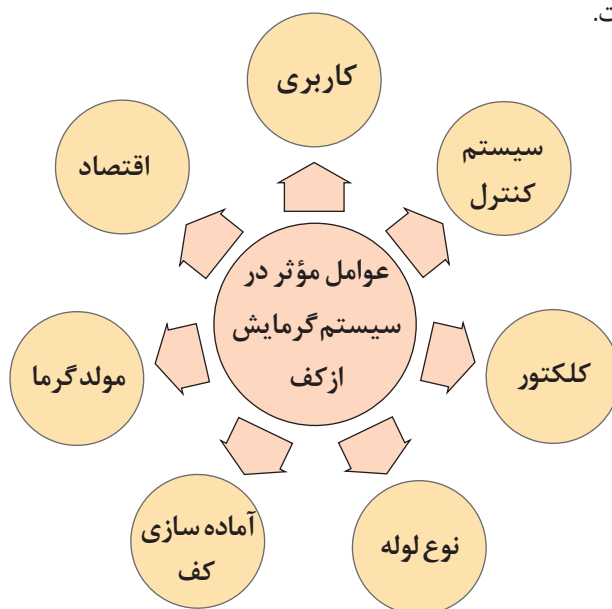 ت.
کاربری
سیستم
کنترل
اقتصاد
عوامل مؤثر در
سیستم گرمایش
از کف
کلکتور
مولد گرما
نوع لوله
آماده سازی
کف